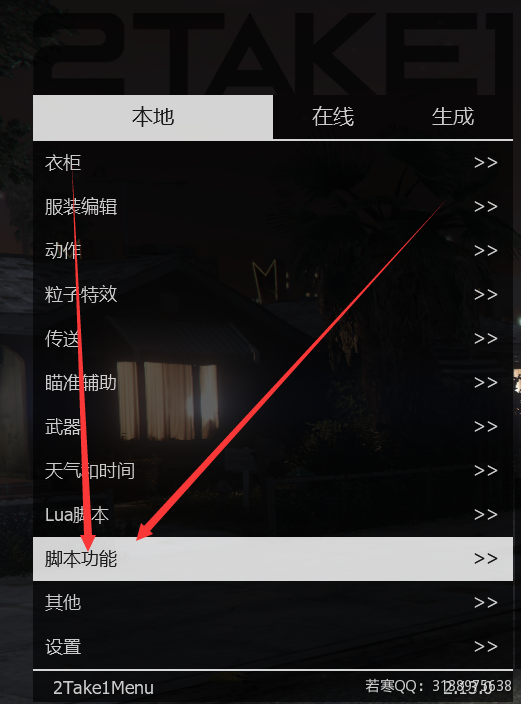 2TAKE1
本地 在线 生成
衣柜 >>
服装编辑 >>
动作 >>
粒子特效 >>
传送 >>
瞄准辅助 >>
武器 >>
天气和时间 >>
Lua脚本 >>
脚本功能 >>
其他 >>
设置 >>
2Take1Menu
若寒QQ: